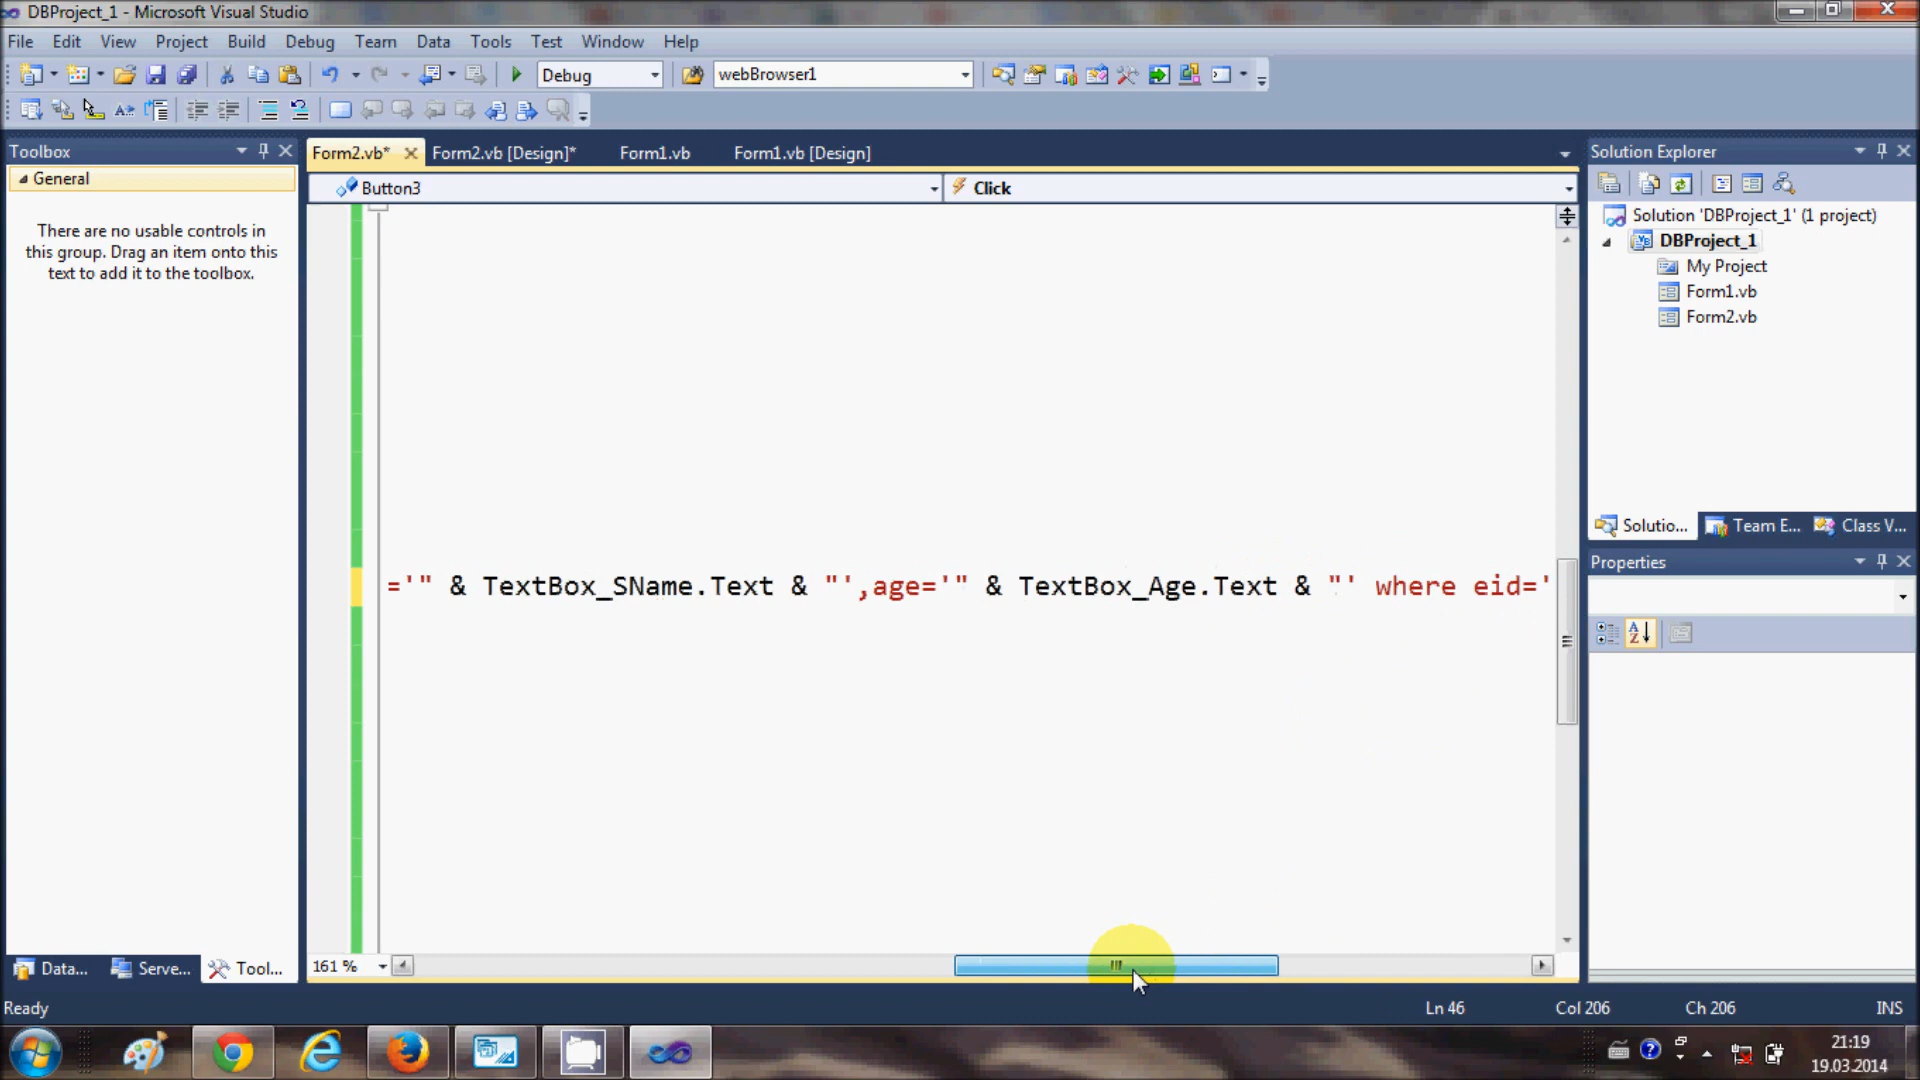 DBProject_1 - Microsoft Visual Studio
File Edit View Project Build Debug Team Data Tools Test Window Help
Debug
webBrowser1
Toolbox
General
There are no usable controls in
this group. Drag an item onto this
text to add it to the toolbox.
Data...
Serve...
Tool...
Form2.vb*
Form2.vb [Design]*
Form1.vb
Form1.vb [Design]
Button3
Click
='" & TextBox_SName.Text & "',age='" & TextBox_Age.Text & "' where eid='
161 %
Solution Explorer
Solution 'DBProject_1' (1 project)
DBProject_1
My Project
Form1.vb
Form2.vb
Solutio...
Team E...
Class V...
Properties
Ready
Ln 46
Col 206
Ch 206
INS
21:19
19.03.2014